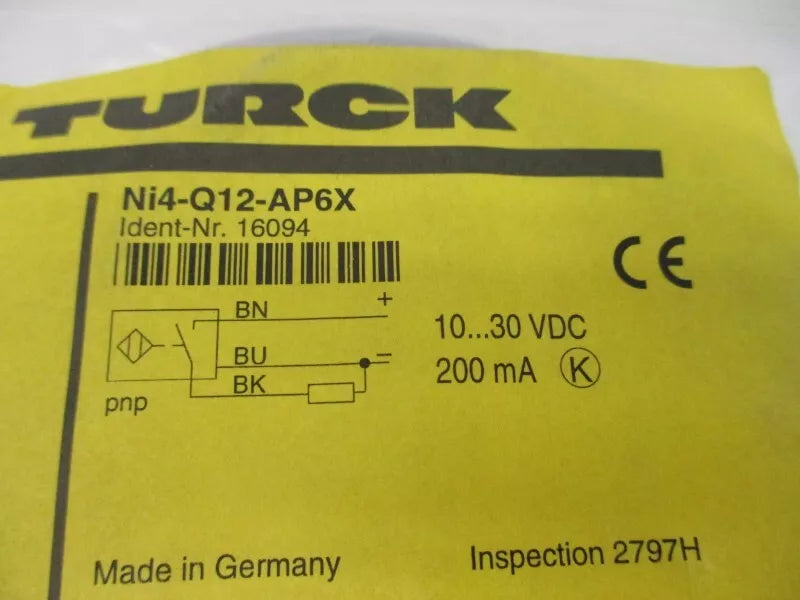 TURCK
Ni4-Q12-AP6X
Ident-Nr. 16094
CE
BN +
10...30 VDC
BU −
200 mA K
BK
pnp
Made in Germany
Inspection 2797H